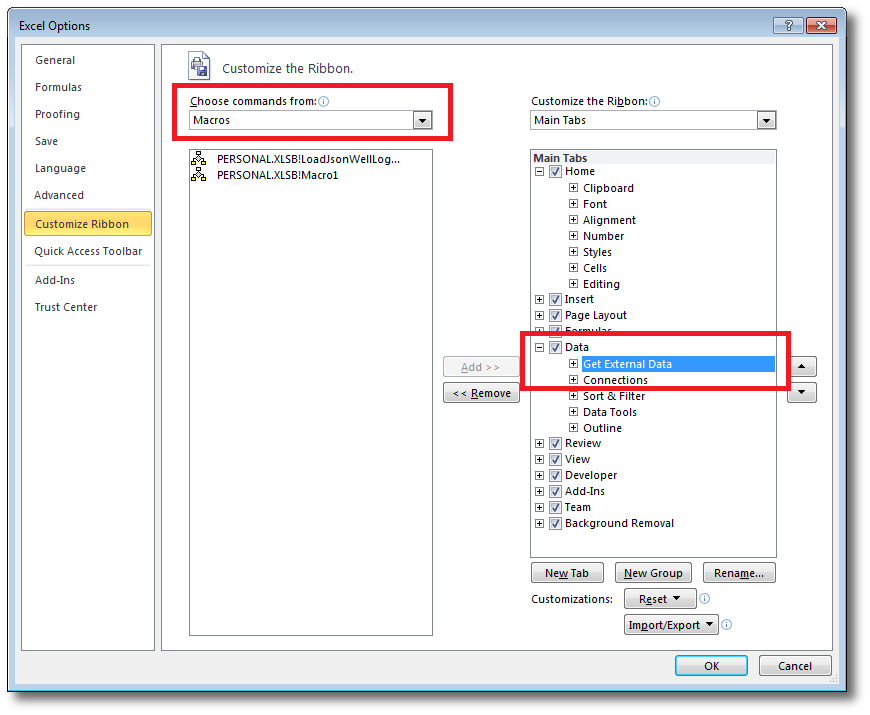 Excel Options
General
Formulas
Proofing
Save
Language
Advanced
Customize Ribbon
Quick Access Toolbar
Add-Ins
Trust Center
Customize the Ribbon.
Choose commands from:
Macros
PERSONAL.XLSB!LoadJsonWellLog...
PERSONAL.XLSB!Macro1
Add >>
<< Remove
Customize the Ribbon:
Main Tabs
Main Tabs
Home
Clipboard
Font
Alignment
Number
Styles
Cells
Editing
Insert
Page Layout
Formulas
Data
Get External Data
Connections
Sort & Filter
Data Tools
Outline
Review
View
Developer
Add-Ins
Team
Background Removal
New Tab
New Group
Rename...
Customizations:
Reset
Import/Export
OK
Cancel